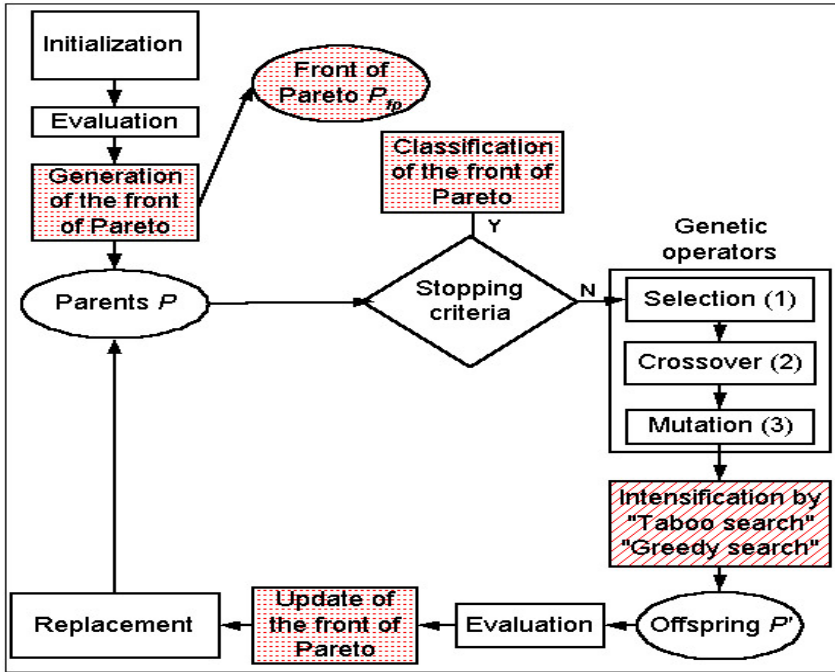 Initialization
Evaluation
Generation
of the front
of Pareto
Front of
Pareto P_fp
Parents P
Classification
of the front of
Pareto
Y
Stopping
criteria
N
Genetic
operators
Selection (1)
Crossover (2)
Mutation (3)
Intensification by
"Taboo search"
"Greedy search"
Offspring P'
Evaluation
Update of
the front of
Pareto
Replacement